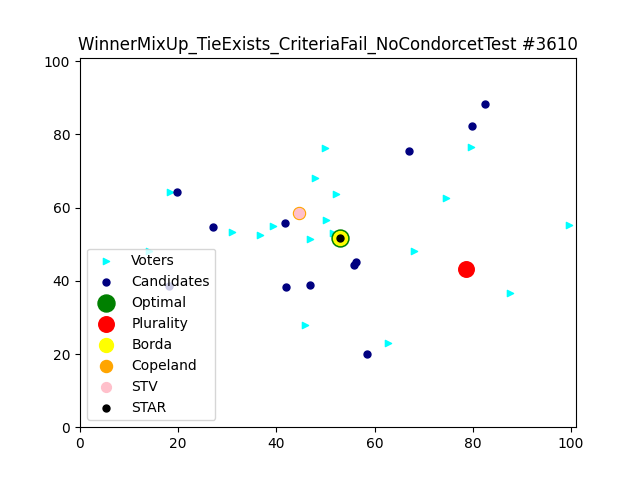 WinnerMixUp_TieExists_CriteriaFail_NoCondorcetTest #3610
100
80
60
40
20
0
Voters
Candidates
Optimal
Plurality
Borda
Copeland
STV
STAR
0 20 40 60 80 100